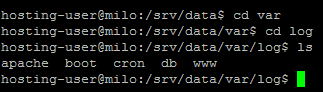 hosting-user@milo:/srv/data$ cd var
hosting-user@milo:/srv/data/var$ cd log
hosting-user@milo:/srv/data/var/log$ ls
apache  boot  cron  db  www
hosting-user@milo:/srv/data/var/log$